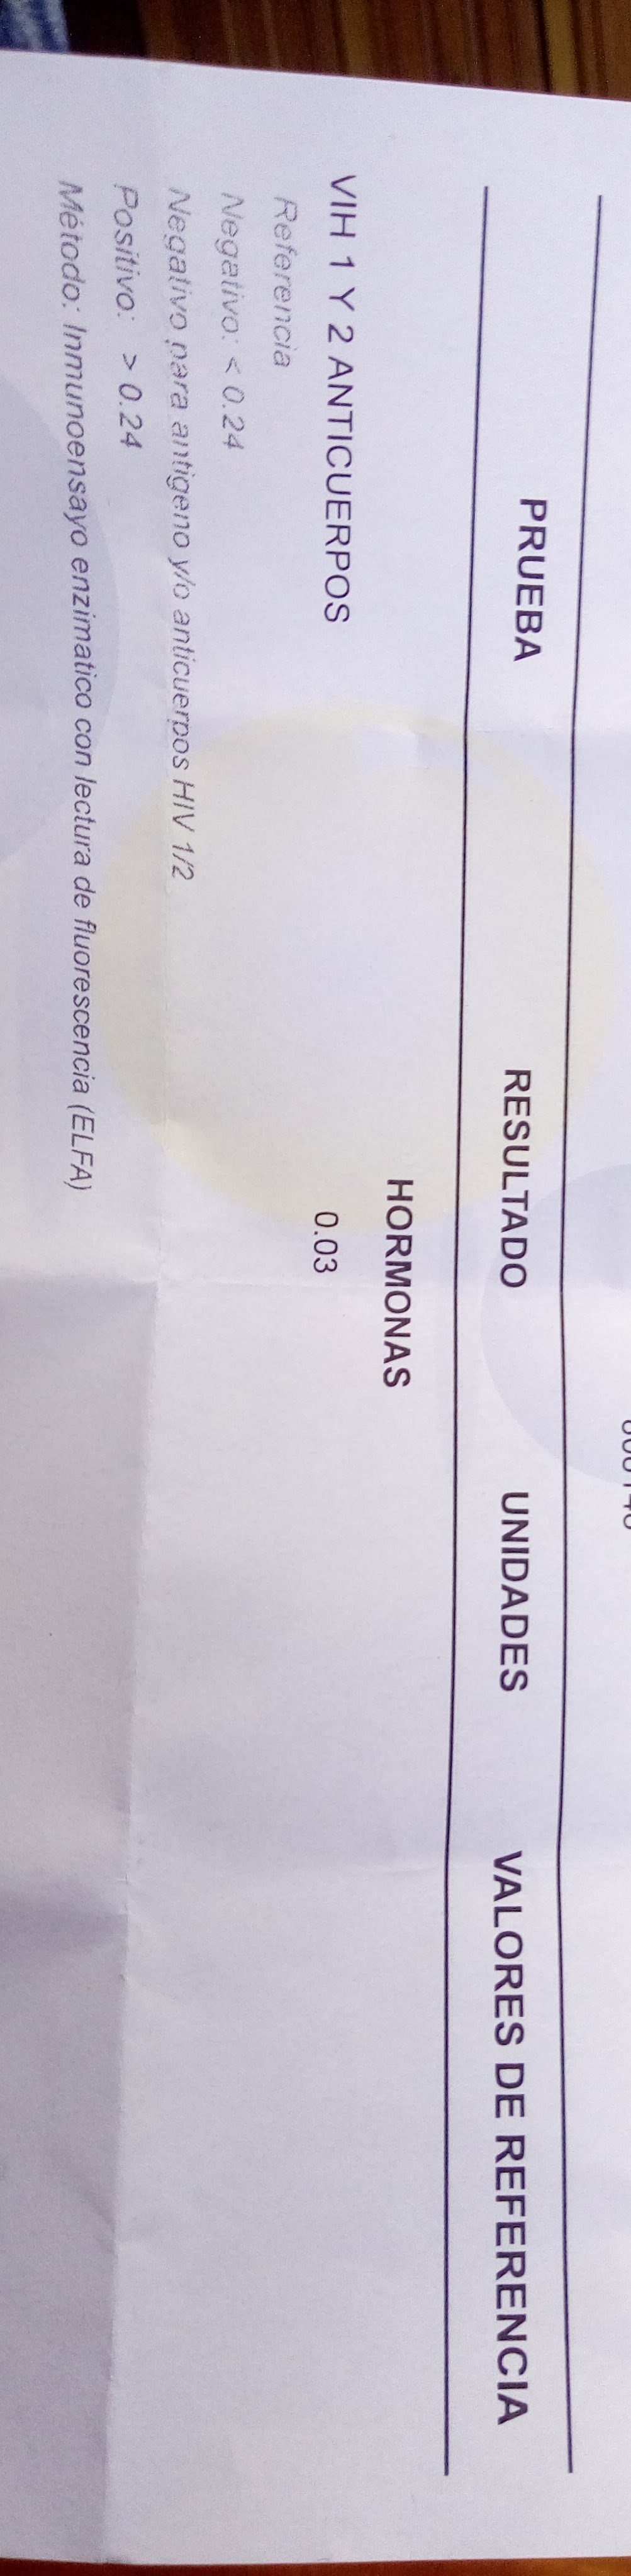 PRUEBA RESULTADO UNIDADES VALORES DE REFERENCIA
HORMONAS
VIH 1 Y 2 ANTICUERPOS 0.03
Referencia
Negativo: < 0.24
Negativo para antigeno y/o anticuerpos HIV 1/2
Positivo: > 0.24
Método: Inmunoensayo enzimatico con lectura de fluorescencia (ELFA)